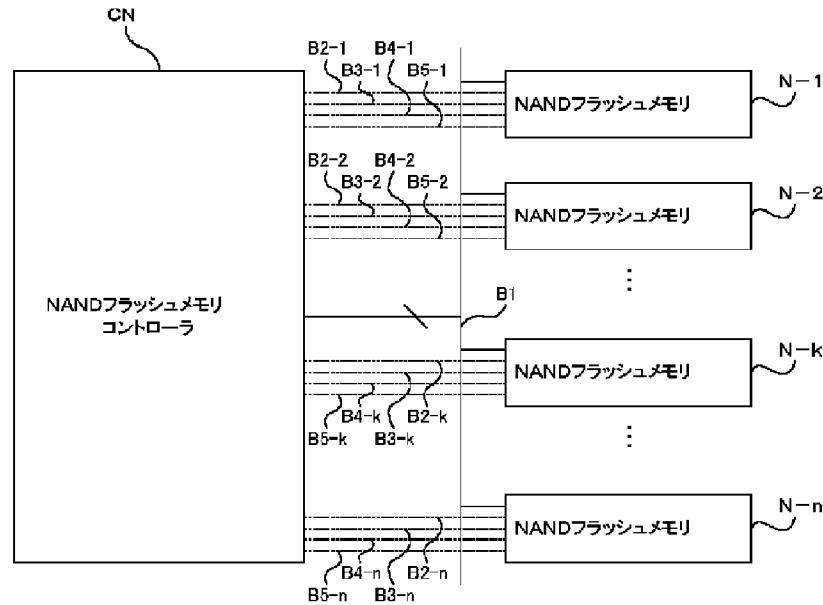 CN
B2-1
B4-1
B3-1
B5-1
NANDフラッシュメモリ
N-1
B2-2
B4-2
B3-2
B5-2
NANDフラッシュメモリ
N-2
⋮
NANDフラッシュメモリ
コントローラ
B1
NANDフラッシュメモリ
N-k
B4-k
B2-k
B5-k
B3-k
⋮
NANDフラッシュメモリ
N-n
B4-n
B2-n
B5-n
B3-n